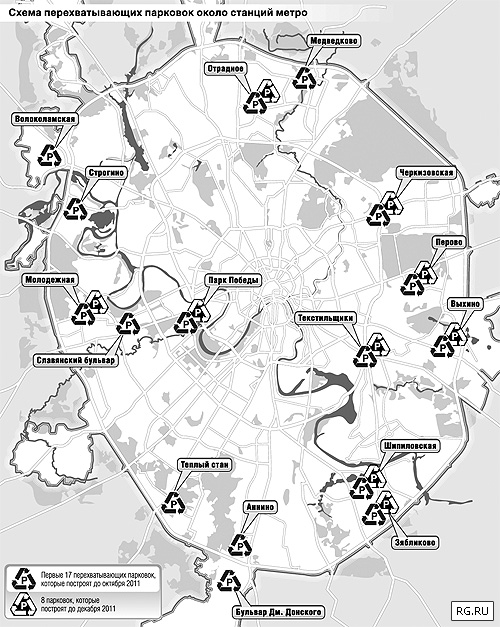 Схема перехватывающих парковок около станций метро
Медведково
Отрадное
Волоколамская
Строгино
Черкизовская
Перово
Молодежная
Парк Победы
Выхино
Текстильщики
Славянский бульвар
Шипиловская
Теплый стан
Аннино
Зябликово
Бульвар Дм. Донского
Первые 17 перехватывающих парковок,
которые построят до октября 2011
8 парковок, которые
построят до декабря 2011
RG.RU